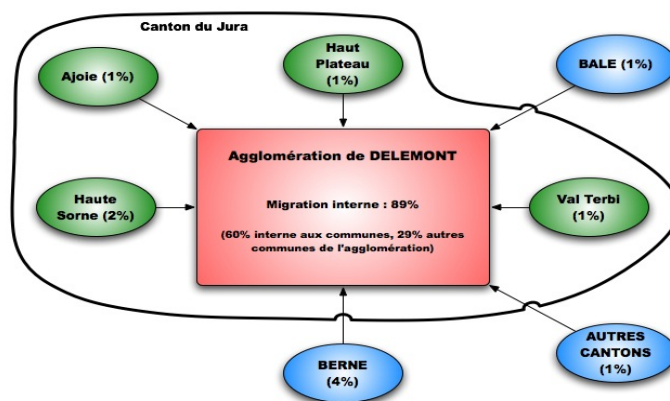 Canton du Jura
Haut
Plateau
(1%)
Ajoie (1%)
BALE (1%)
Agglomération de DELEMONT
Migration interne : 89%
(60% interne aux communes, 29% autres
communes de l'agglomération)
Haute
Sorne (2%)
Val Terbi
(1%)
BERNE
(4%)
AUTRES
CANTONS
(1%)